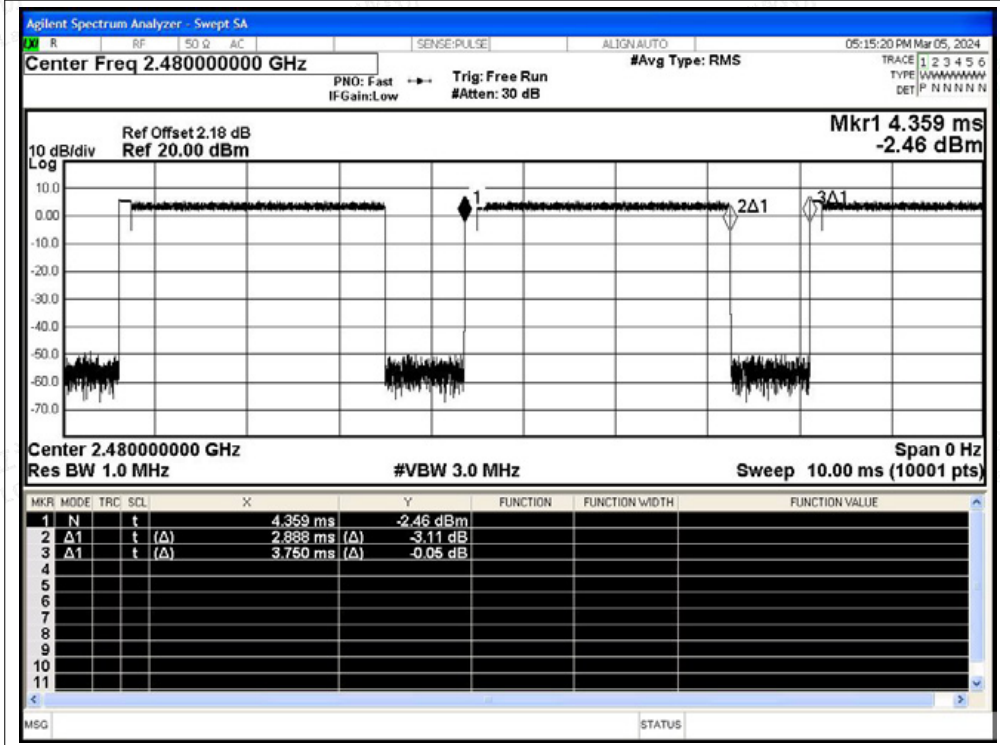 Agilent Spectrum Analyzer - Swept SA
R RF 50 Ω AC SENSE:PULSE ALIGN AUTO 05:15:20 PM Mar 05, 2024
Center Freq 2.480000000 GHz #Avg Type: RMS TRACE 1 2 3 4 5 6
PNO: Fast Trig: Free Run TYPE WWWWWW
IFGain:Low #Atten: 30 dB DET P N N N N N
Mkr1 4.359 ms
Ref Offset 2.18 dB
10 dB/div Ref 20.00 dBm -2.46 dBm
Log
10.0
1 2Δ1 3Δ1
0.00
-10.0
-20.0
-30.0
-40.0
-50.0
-60.0
-70.0
Center 2.480000000 GHz Span 0 Hz
Res BW 1.0 MHz #VBW 3.0 MHz Sweep 10.00 ms (10001 pts)
MKR MODE TRC SCL X Y FUNCTION FUNCTION WIDTH FUNCTION VALUE
1 N t 4.359 ms -2.46 dBm
2 Δ1 t (Δ) 2.888 ms (Δ) -3.11 dB
3 Δ1 t (Δ) 3.750 ms (Δ) -0.05 dB
4
5
6
7
8
9
10
11
MSG STATUS